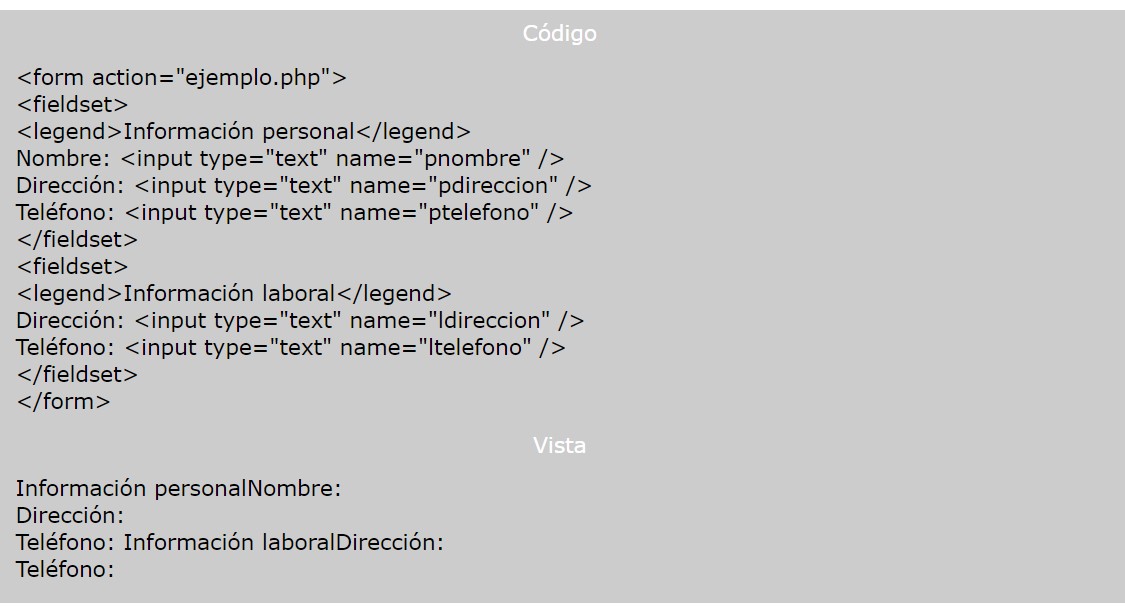 Código
<form action="ejemplo.php">
<fieldset>
<legend>Información personal</legend>
Nombre: <input type="text" name="pnombre" />
Dirección: <input type="text" name="pdireccion" />
Teléfono: <input type="text" name="ptelefono" />
</fieldset>
<fieldset>
<legend>Información laboral</legend>
Dirección: <input type="text" name="ldireccion" />
Teléfono: <input type="text" name="ltelefono" />
</fieldset>
</form>
Vista
Información personalNombre:
Dirección:
Teléfono: Información laboralDirección:
Teléfono: